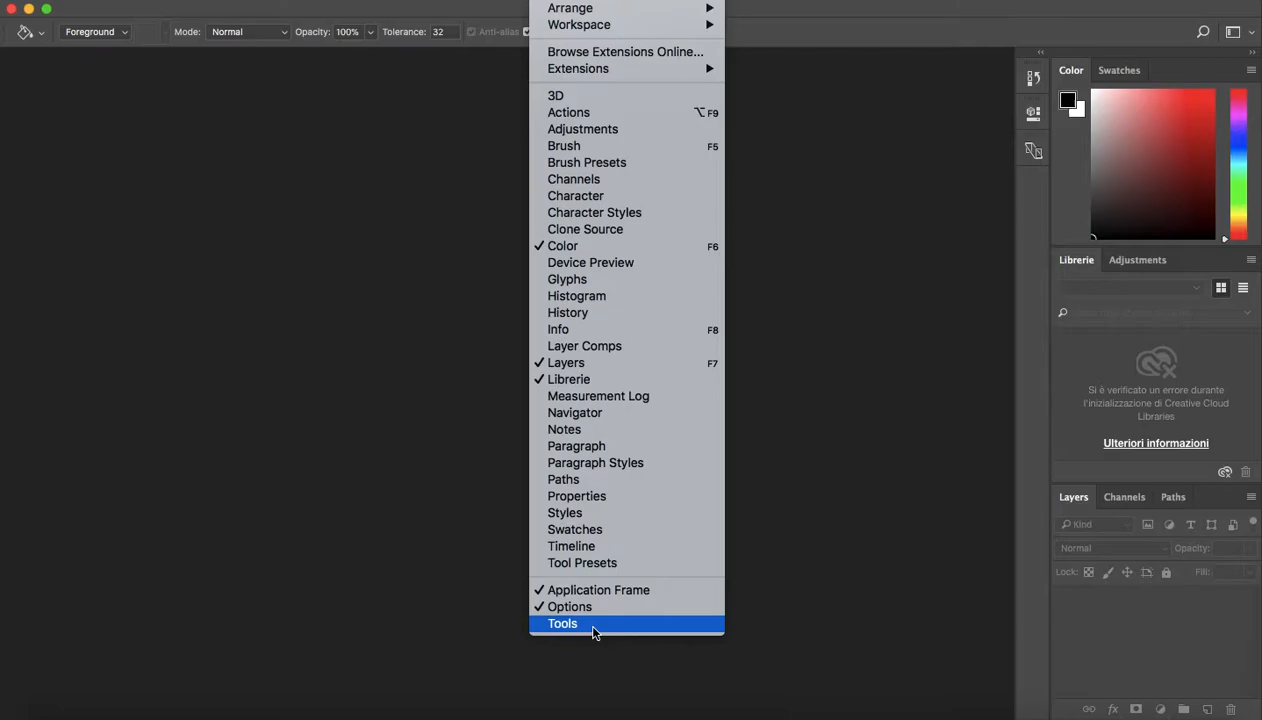 Arrange
Workspace
Foreground Mode: Normal Opacity: 100% Tolerance: 32 Anti-alias
Browse Extensions Online...
Extensions
3D
Actions ⌥F9
Adjustments
Brush F5
Brush Presets
Channels
Character
Character Styles
Clone Source
Color F6
Device Preview
Glyphs
Histogram
History
Info F8
Layer Comps
Layers F7
Librerie
Measurement Log
Navigator
Notes
Paragraph
Paragraph Styles
Paths
Properties
Styles
Swatches
Timeline
Tool Presets
Application Frame
Options
Tools
Color Swatches
Librerie Adjustments
Si è verificato un errore durante
l'inizializzazione di Creative Cloud
Libraries
Ulteriori informazioni
Layers Channels Paths
Kind
Normal Opacity:
Lock: Fill:
fx